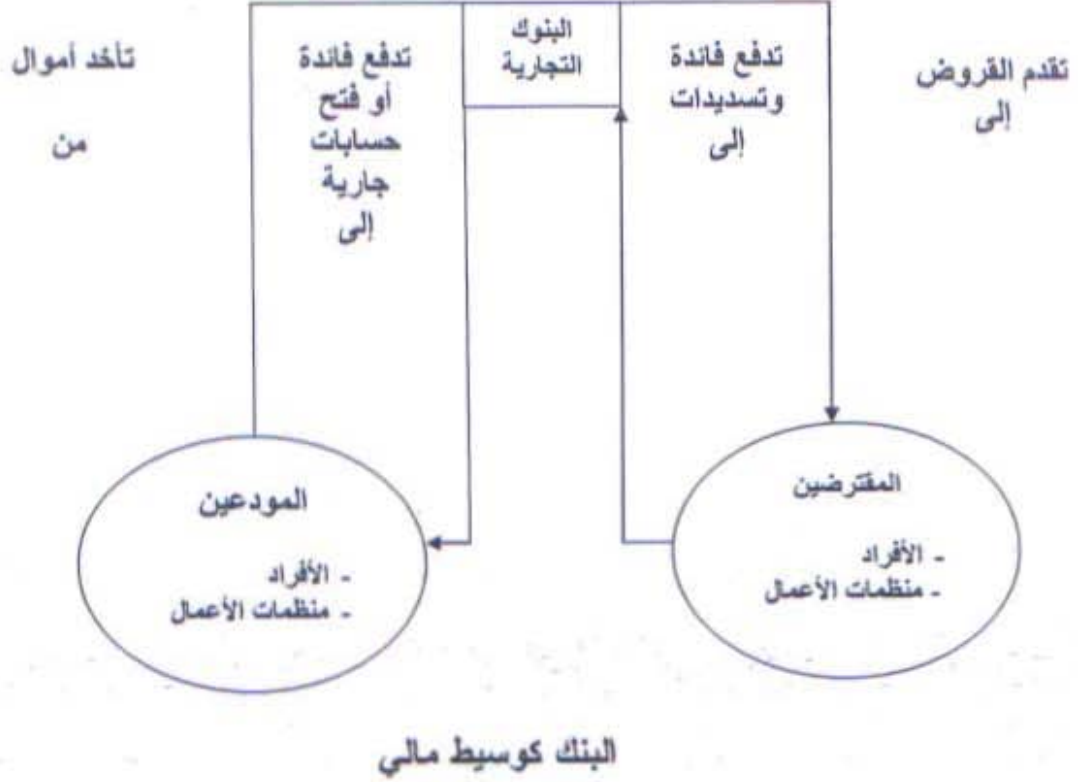 البنوك
التجارية
تقدم القروض
إلى
تدفع فائدة
وتسديدات
إلى
تدفع فائدة
أو فتح
حسابات
جارية
إلى
تأخد أموال
من
المقترضين
- الأفراد
- منظمات الأعمال
المودعين
- الأفراد
- منظمات الأعمال
البنك كوسيط مالي